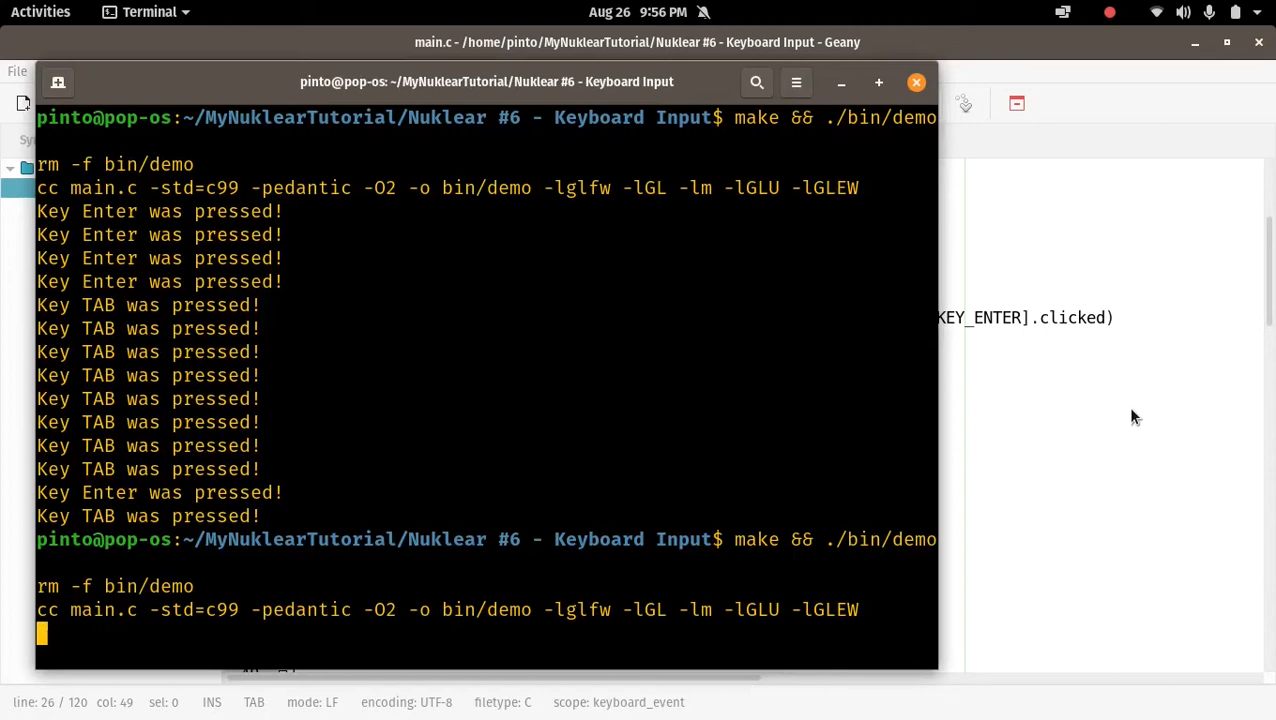 Activities Terminal Aug 26 9:56 PM
main.c - /home/pinto/MyNuklearTutorial/Nuklear #6 - Keyboard Input - Geany
File
pinto@pop-os: ~/MyNuklearTutorial/Nuklear #6 - Keyboard Input
pinto@pop-os:~/MyNuklearTutorial/Nuklear #6 - Keyboard Input$ make && ./bin/demo
rm -f bin/demo
cc main.c -std=c99 -pedantic -O2 -o bin/demo -lglfw -lGL -lm -lGLU -lGLEW
Key Enter was pressed!
Key Enter was pressed!
Key Enter was pressed!
Key Enter was pressed!
Key TAB was pressed!
Key TAB was pressed!
Key TAB was pressed!
Key TAB was pressed!
Key TAB was pressed!
Key TAB was pressed!
Key TAB was pressed!
Key TAB was pressed!
Key Enter was pressed!
Key TAB was pressed!
pinto@pop-os:~/MyNuklearTutorial/Nuklear #6 - Keyboard Input$ make && ./bin/demo
rm -f bin/demo
cc main.c -std=c99 -pedantic -O2 -o bin/demo -lglfw -lGL -lm -lGLU -lGLEW
KEY_ENTER].clicked)
line: 26 / 120 col: 49 sel: 0 INS TAB mode: LF encoding: UTF-8 filetype: C scope: keyboard_event